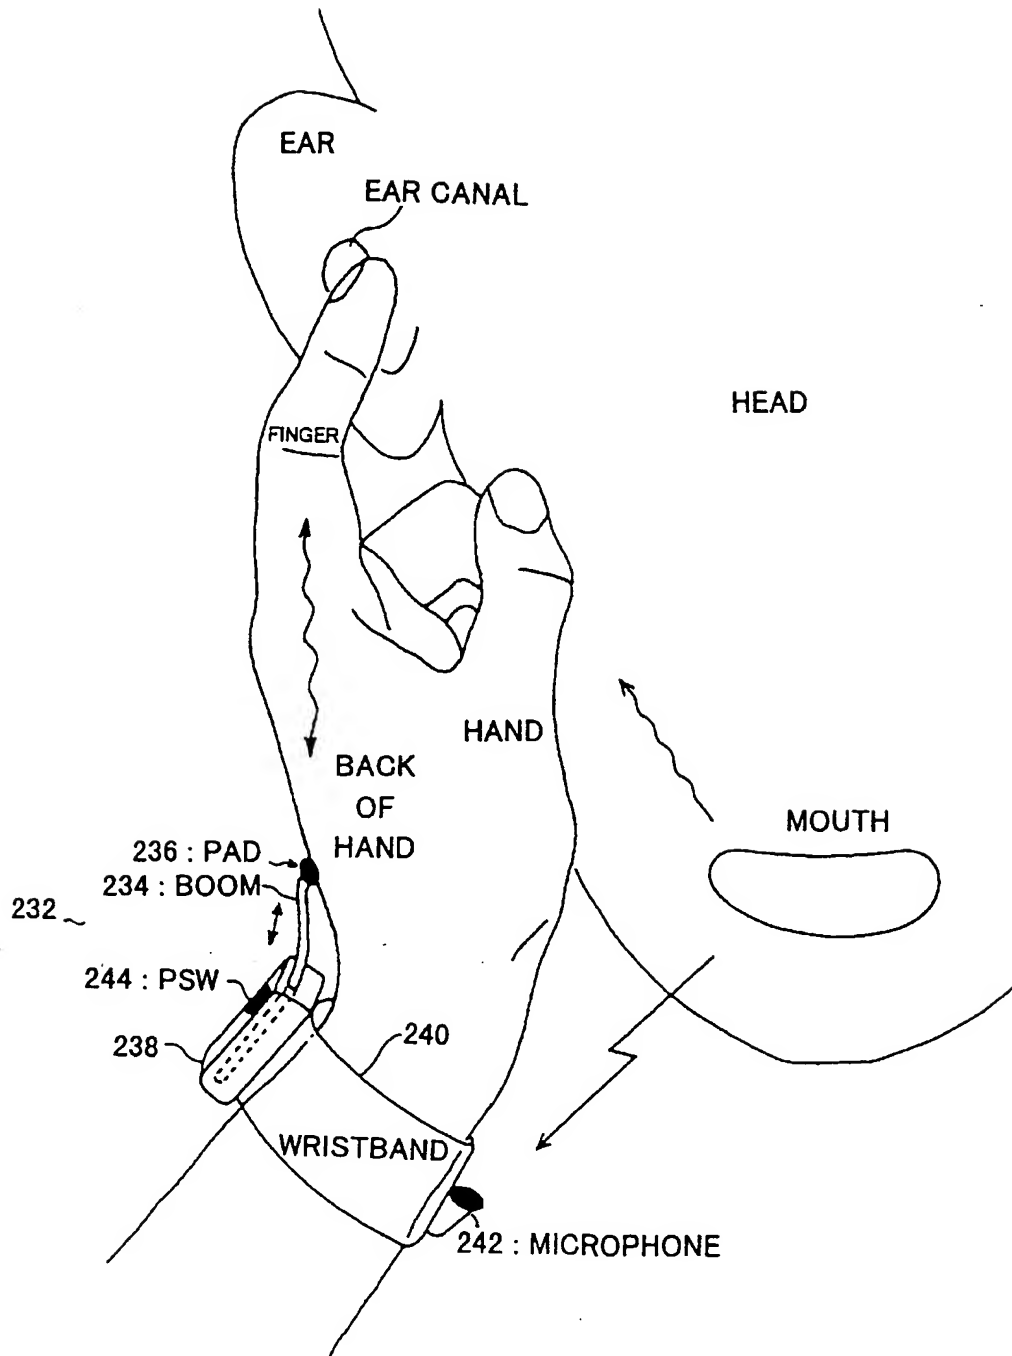 EAR
EAR CANAL
HEAD
FINGER
HAND
BACK
OF
HAND
MOUTH
236 : PAD
234 : BOOM
232
244 : PSW
238
240
WRISTBAND
242 : MICROPHONE